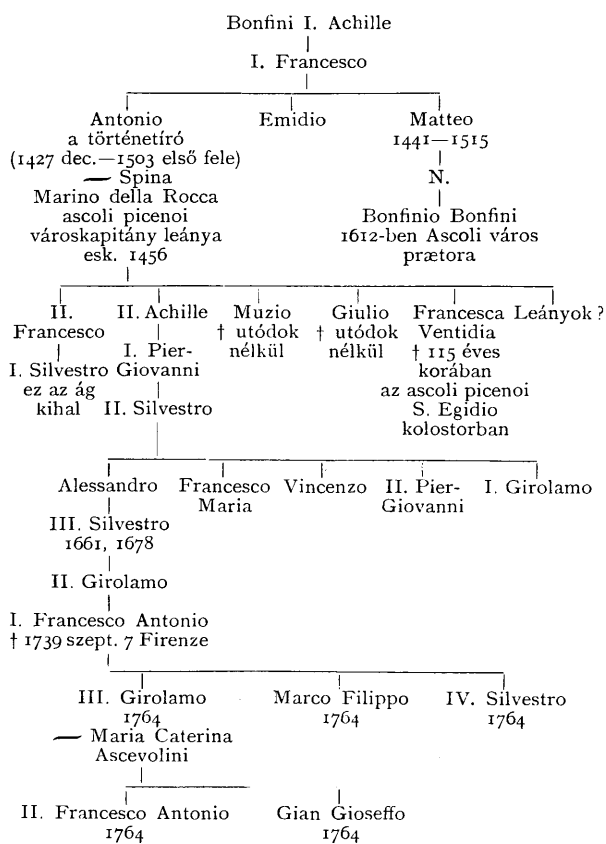 Bonfini I. Achille
I. Francesco
Antonio
a történetíró
(1427 dec.—1503 első fele)
— Spina
Marino della Rocca
ascoli picenoi
városkapitány leánya
esk. 1456
Emidio
Matteo
1441—1515
N.
Bonfinio Bonfini
1612-ben Ascoli város
prætora
II.
Francesco
I. Silvestro
ez az ág
kihal
II. Achille
I. Pier-
Giovanni
II. Silvestro
Muzio
† utódok
nélkül
Giulio
† utódok
nélkül
Francesca
Ventidia
† 115 éves
korában
az ascoli picenoi
S. Egidio
kolostorban
Leányok ?
Alessandro
Francesco
Maria
Vincenzo
II. Pier-
Giovanni
I. Girolamo
III. Silvestro
1661, 1678
II. Girolamo
I. Francesco Antonio
† 1739 szept. 7 Firenze
III. Girolamo
1764
— Maria Caterina
Ascevolini
Marco Filippo
1764
IV. Silvestro
1764
II. Francesco Antonio
1764
Gian Gioseffo
1764